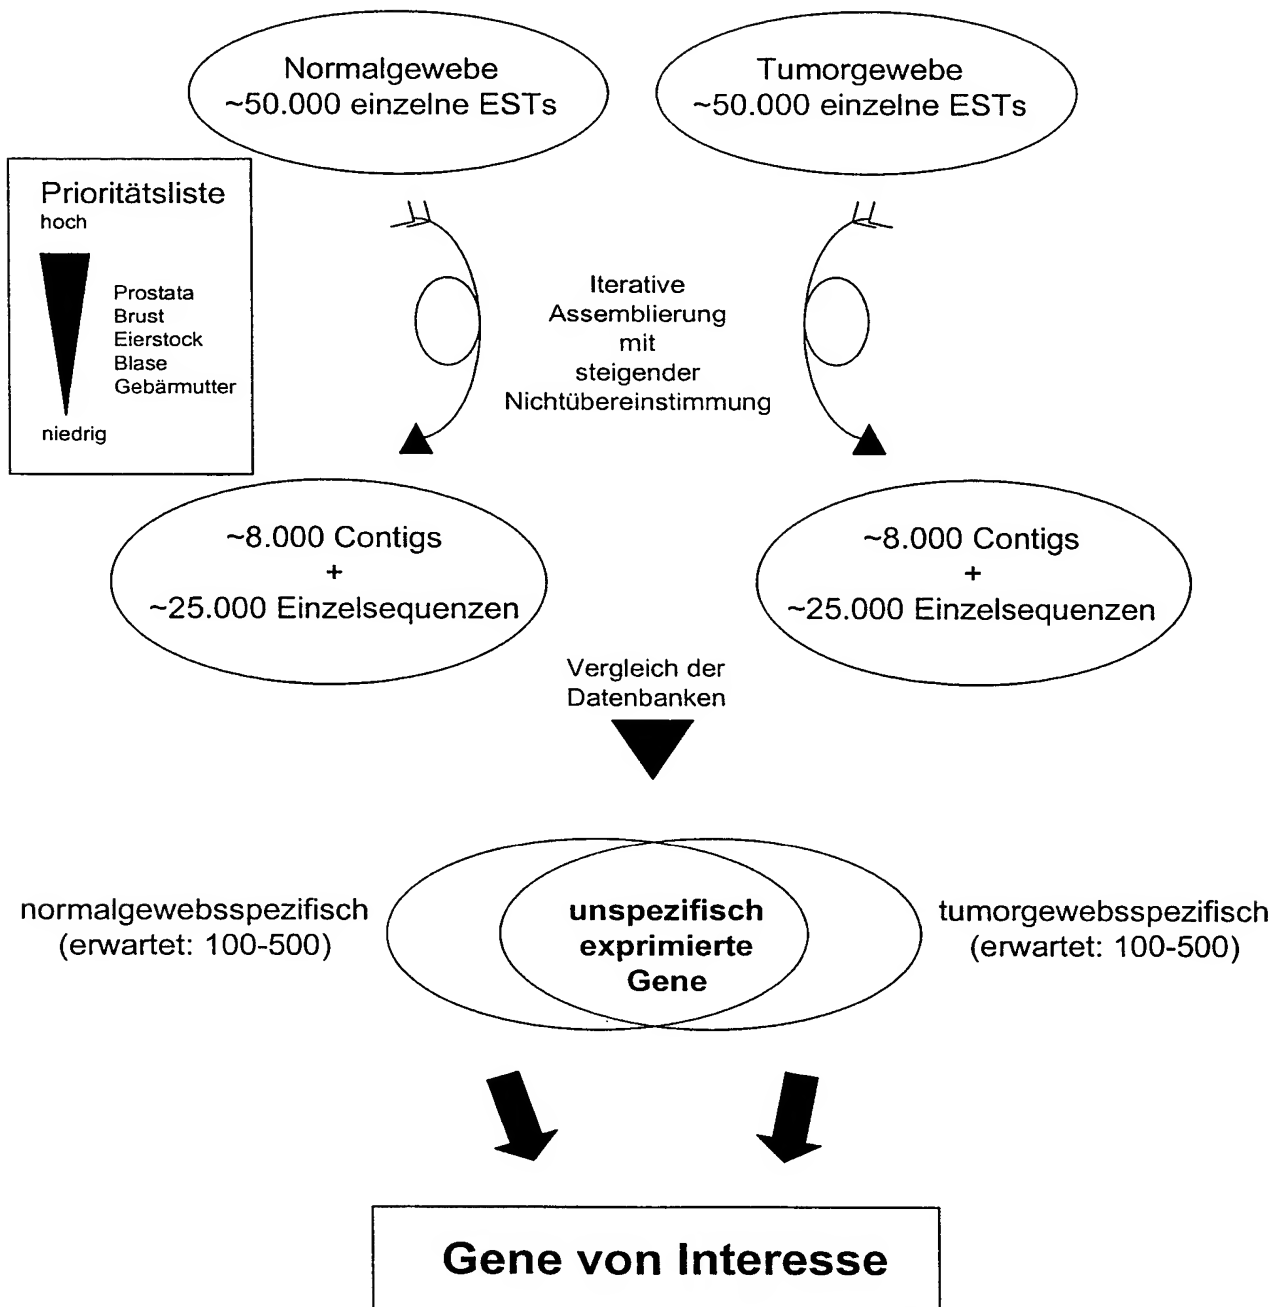 Normalgewebe
~50.000 einzelne ESTs
Tumorgewebe
~50.000 einzelne ESTs
Prioritätsliste
hoch
Prostata
Brust
Eierstock
Blase
Gebärmutter
niedrig
Iterative
Assemblierung
mit
steigender
Nichtübereinstimmung
~8.000 Contigs
+
~25.000 Einzelsequenzen
~8.000 Contigs
+
~25.000 Einzelsequenzen
Vergleich der
Datenbanken
normalgewebsspezifisch
(erwartet: 100-500)
unspezifisch
exprimierte
Gene
tumorgewebsspezifisch
(erwartet: 100-500)
Gene von Interesse